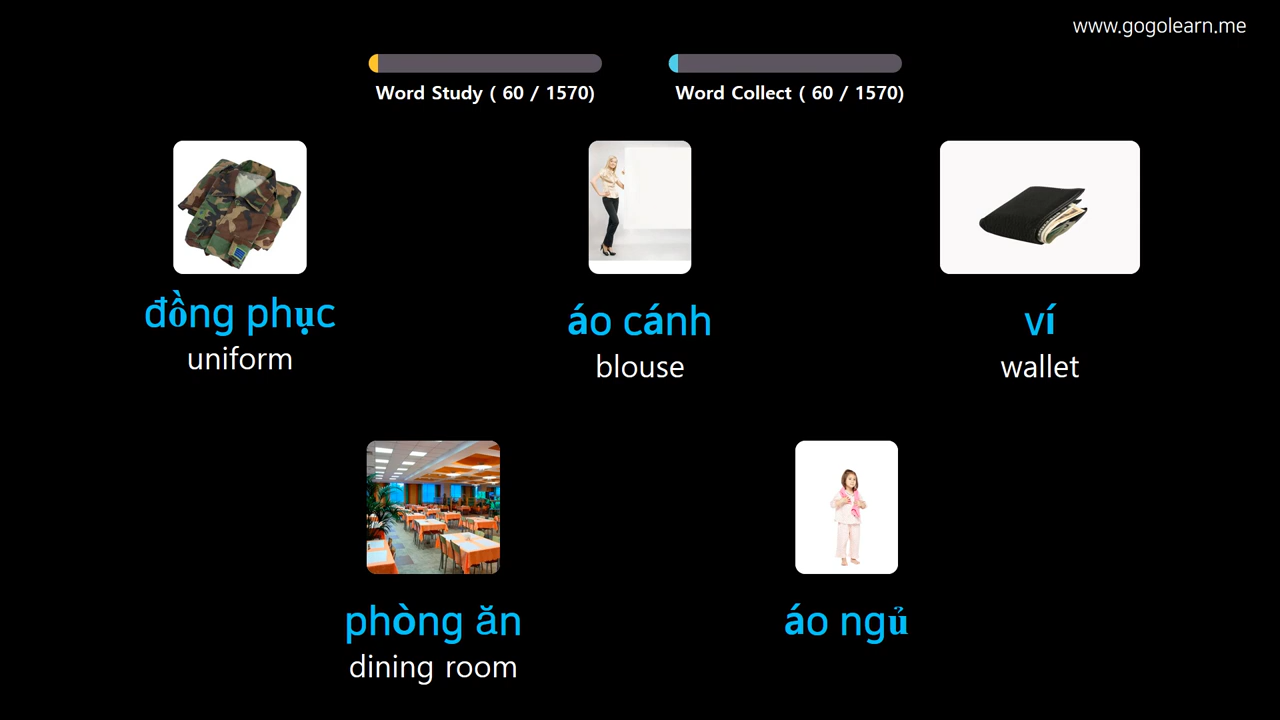 www.gogolearn.me
Word Study ( 60 / 1570)
Word Collect ( 60 / 1570)
đồng phục
uniform
áo cánh
blouse
ví
wallet
phòng ăn
dining room
áo ngủ